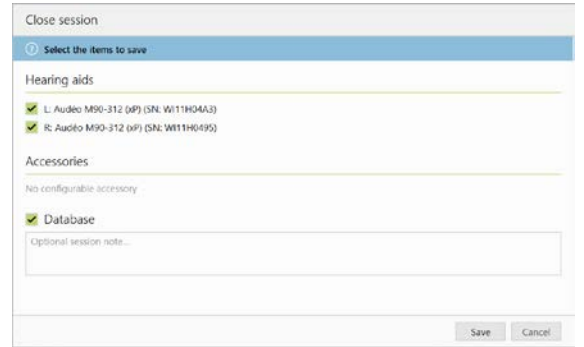 Close session
Select the items to save
Hearing aids
L: Audéo M90-312 (xP) (SN: WI11H04A3)
R: Audéo M90-312 (xP) (SN: WI11H0495)
Accessories
No configurable accessory
Database
Optional session note...
Save
Cancel